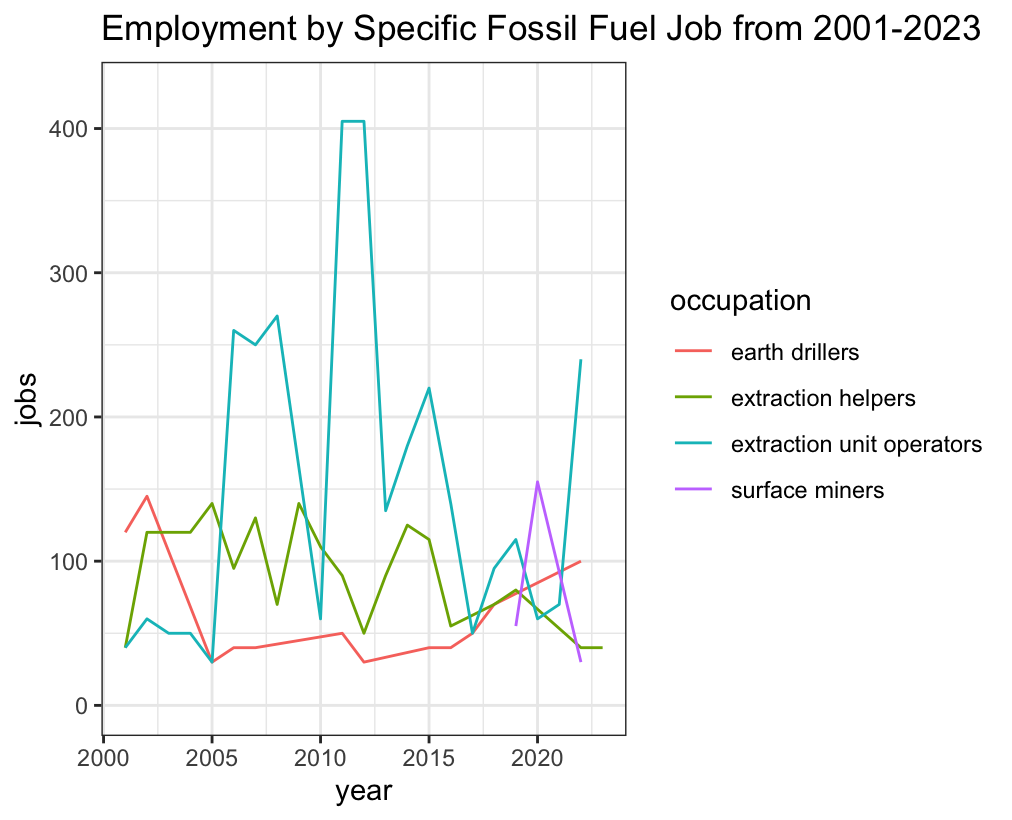 Employment by Specific Fossil Fuel Job from 2001-2023
400
300
200
100
0
jobs
2000 2005 2010 2015 2020
year
occupation
earth drillers
extraction helpers
extraction unit operators
surface miners